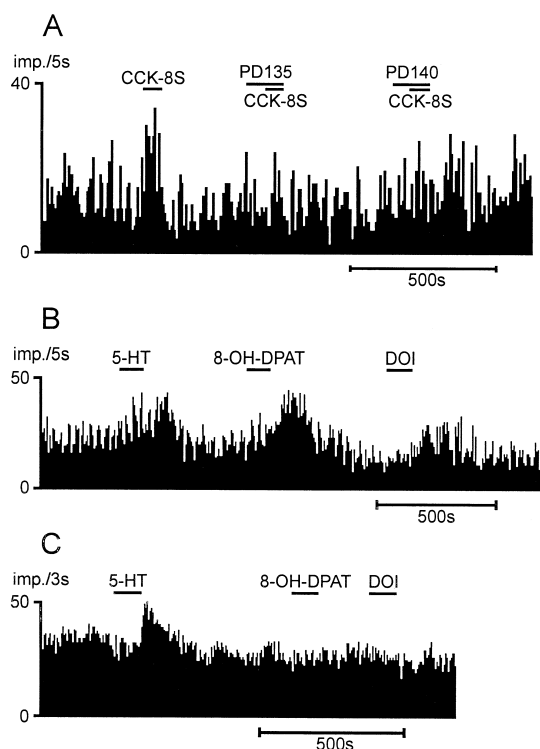 A
imp./5s
40
CCK-8S
PD135
CCK-8S
PD140
CCK-8S
0
500s
B
imp./5s
50
5-HT
8-OH-DPAT
DOI
0
500s
C
imp./3s
50
5-HT
8-OH-DPAT
DOI
0
500s